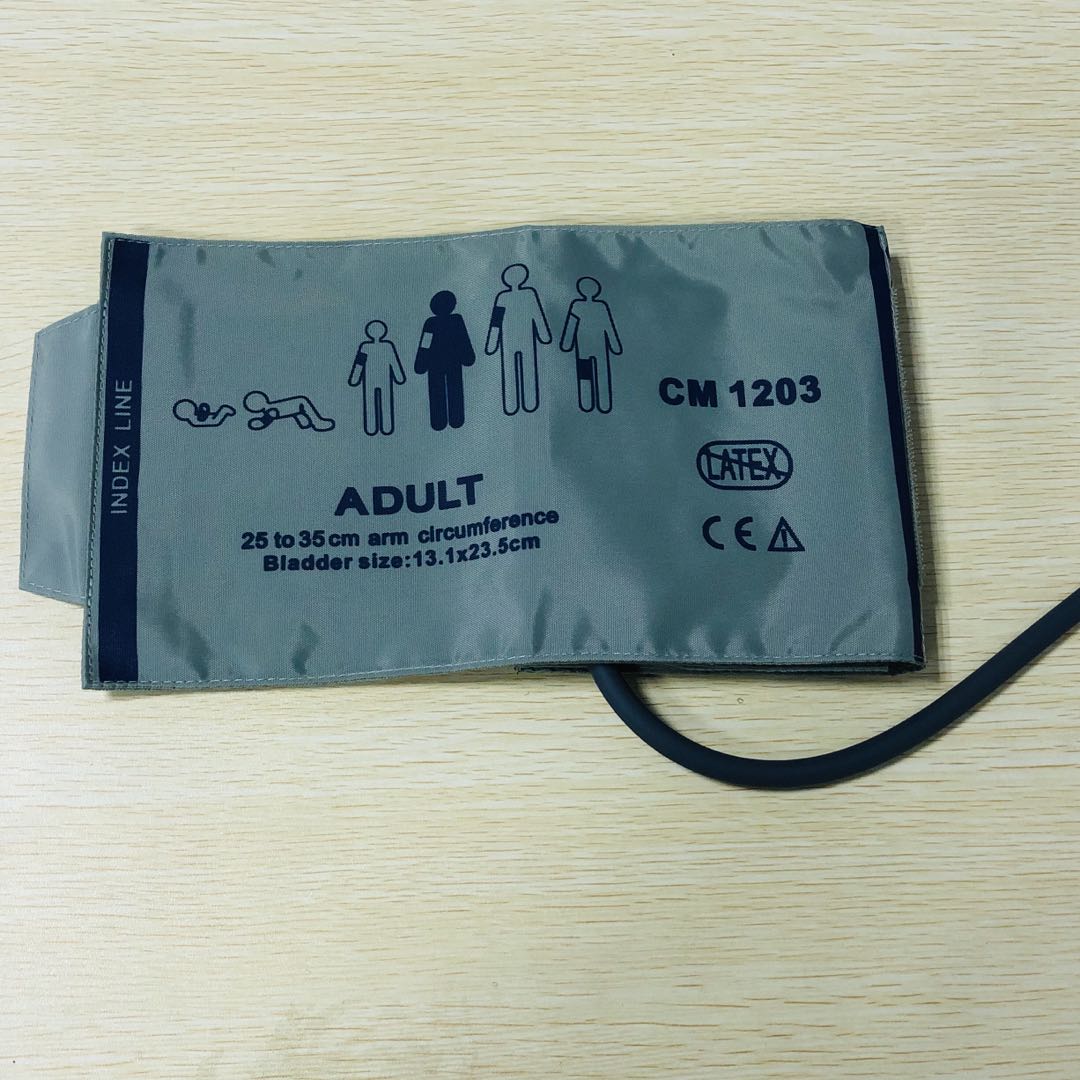 INDEX LINE
ADULT
25 to 35 cm arm circumference
Bladder size:13.1x23.5cm
CM 1203
LATEX
CE